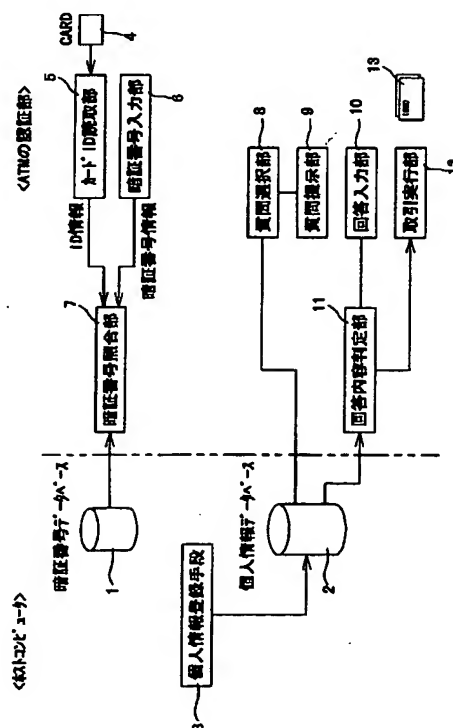 <ホストコンピュータ>
<ATMの認証部>
暗証番号データベース
1
暗証番号照合部
7
ID情報
暗証番号情報
カードID読取部
5
CARD
4
暗証番号入力部
6
個人情報登録手段
3
個人情報データベース
2
質問選択部
8
質問提示部
9
回答入力部
10
回答内容判定部
11
取引実行部
12
13